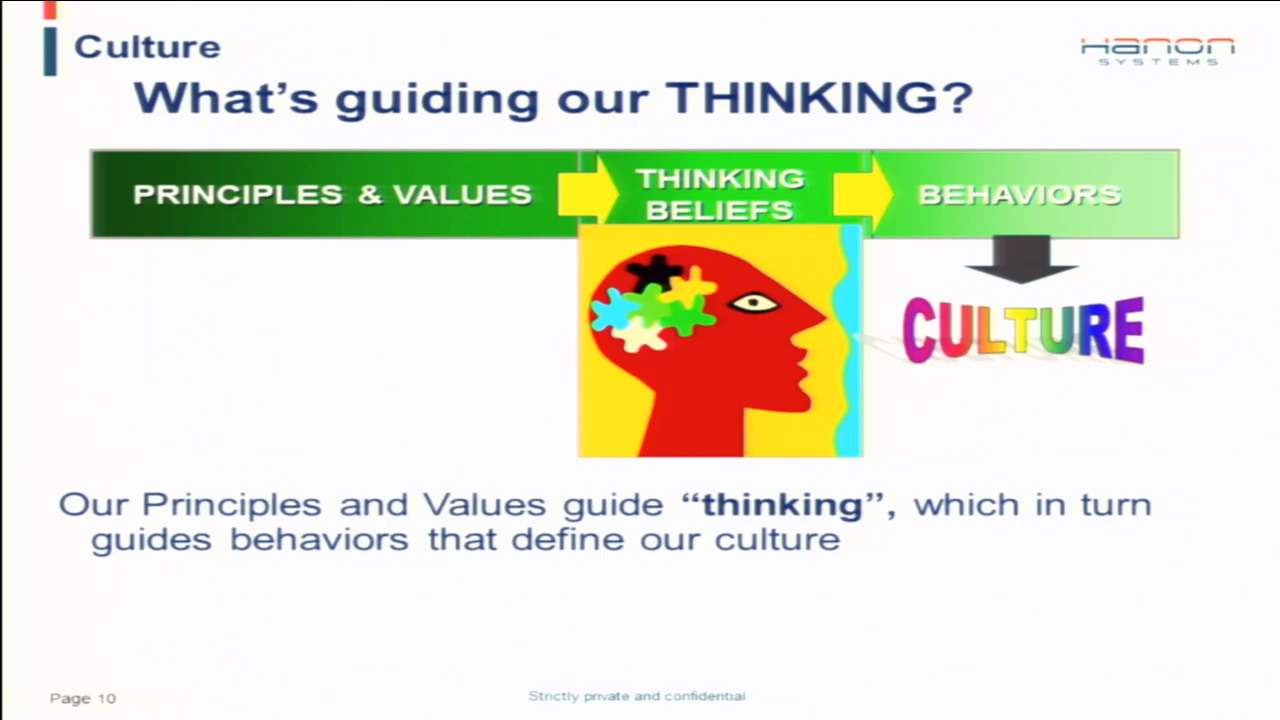 Culture
Hanon
SYSTEMS
What's guiding our THINKING?
PRINCIPLES & VALUES
THINKING
BELIEFS
BEHAVIORS
CULTURE
Our Principles and Values guide “thinking”, which in turn
guides behaviors that define our culture
Page 10
Strictly private and confidential